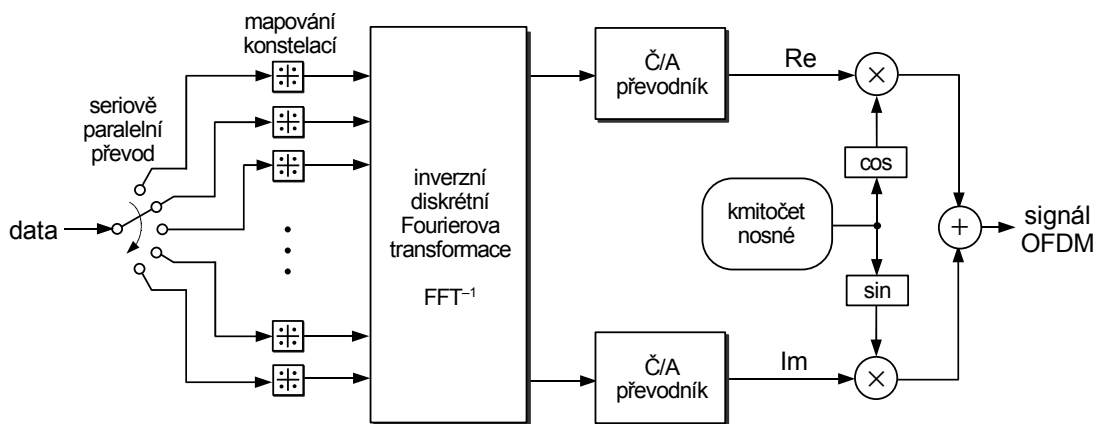 mapování
konstelací
seriově
paralelní
převod
data
inverzní
diskrétní
Fourierova
transformace
FFT⁻¹
Č/A
převodník
Re
×
cos
kmitočet
nosné
+
signál
OFDM
sin
Č/A
převodník
Im
×